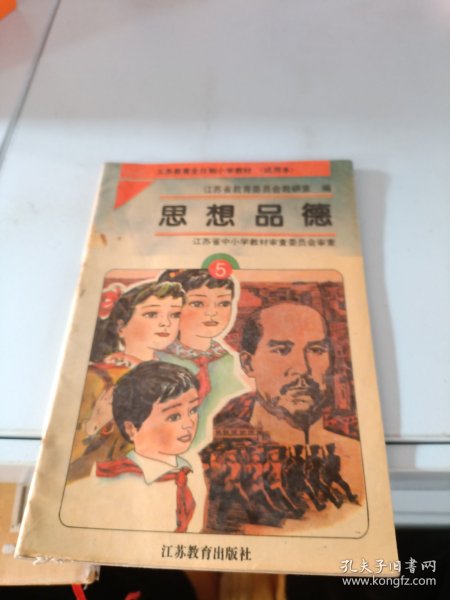 义务教育全日制小学教材（试用本）
江苏省教育委员会教研室 编
思想品德
江苏省中小学教材审查委员会审查
5
江苏教育出版社
孔夫子旧书网
www.kongfz.com